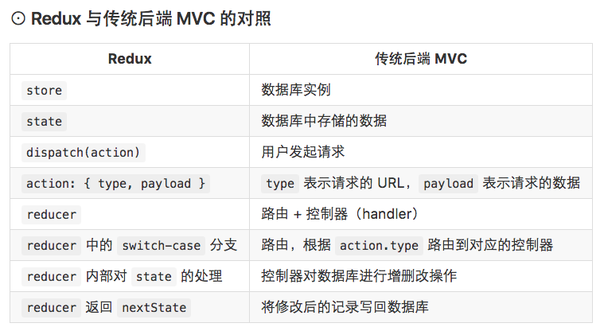 ⊙ Redux 与传统后端 MVC 的对照
Redux 传统后端 MVC
store 数据库实例
state 数据库中存储的数据
dispatch(action) 用户发起请求
action: { type, payload } type 表示请求的 URL，payload 表示请求的数据
reducer 路由 + 控制器（handler）
reducer 中的 switch-case 分支 路由，根据 action.type 路由到对应的控制器
reducer 内部对 state 的处理 控制器对数据库进行增删改操作
reducer 返回 nextState 将修改后的记录写回数据库